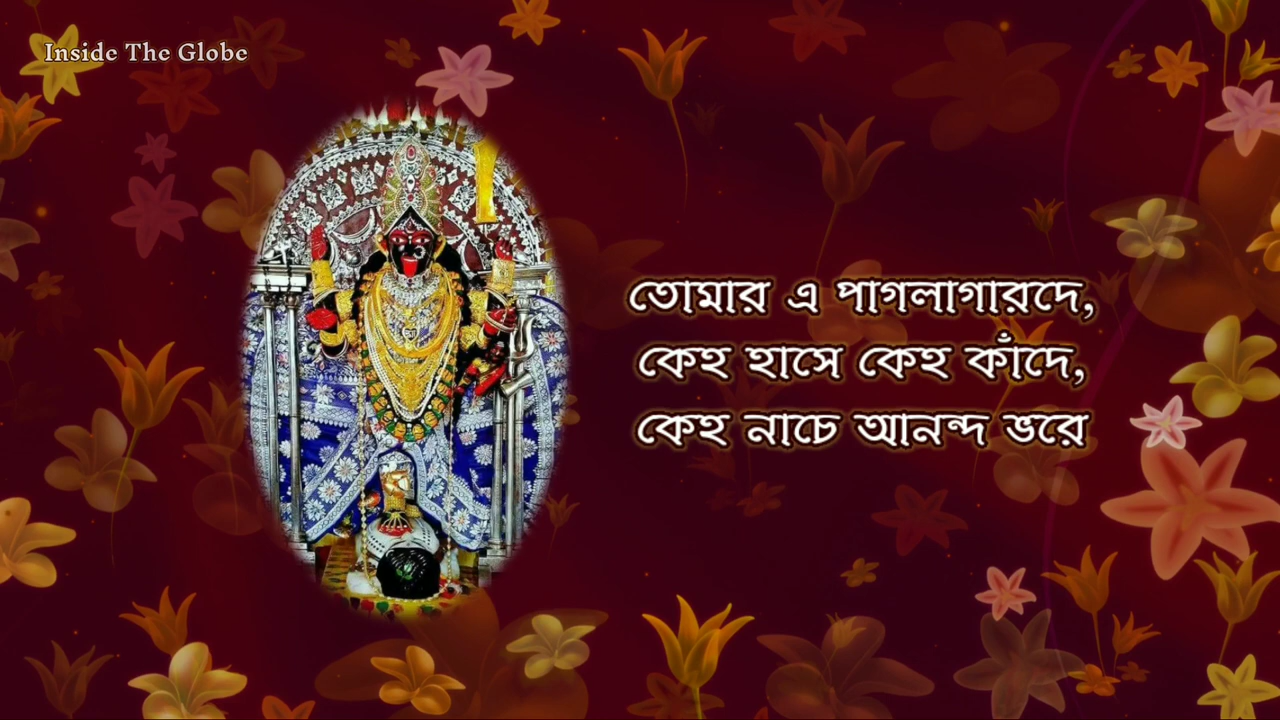 Inside The Globe
তোমার এ পাগলাগারদে,
কেহ হাসে কেহ কাঁদে,
কেহ নাচে আনন্দ ভরে